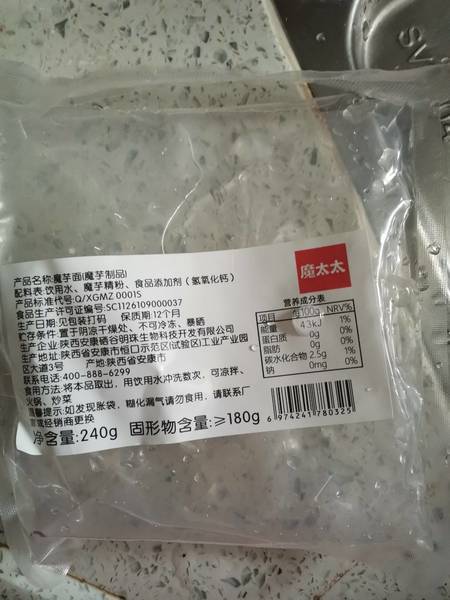 魔太太
产品名称:魔芋面(魔芋制品)
配料表:饮用水、魔芋精粉、食品添加剂(氢氧化钙)
产品标准代号:Q/XGMZ 0001S
食品生产许可证编号:SC1126109000037
生产日期:见包装打码 保质期:12个月
贮存条件:置于阴凉干燥处、不可冷冻、暴晒
生产企业:陕西安康硒谷明珠生物科技开发有限公司
生产地址:陕西省安康市恒口示范区(试验区)工业产业园
区大道3号 产地:陕西省安康市
联系电话:400-888-6299
食用方法:将本品取出,用饮用水冲洗数次,可凉拌、
火锅、炒菜
温馨提示:如发现胀袋、糊化漏气请勿食用,请联系厂
家或经销商更换
净含量:240g 固形物含量:≥180g
营养成分表
项目 每100g NRV%
能量 43kJ 1%
蛋白质 0g 0%
脂肪 0g 0%
碳水化合物 2.5g 1%
钠 0mg 0%
6 974241 780325
SV